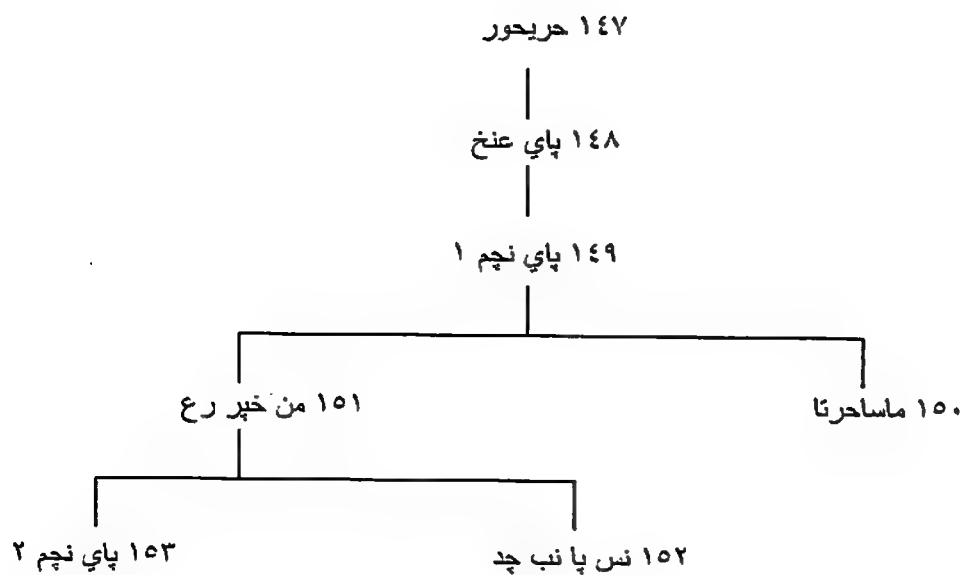 ١٤٧ حريحور
١٤٨ پاي عنخ
١٤٩ پاي نچم ١
١٥٠ ماساحرتا
١٥١ من خپر رع
١٥٢ نس پا نب چد
١٥٣ پاي نچم ٢